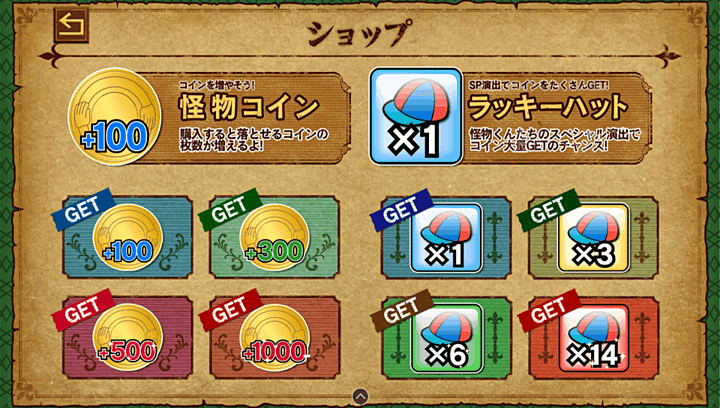 ショップ
コインを増やそう!
怪物コイン
購入すると落とせるコインの
枚数が増えるよ!
+100
SP演出でコインをたくさんGET!
ラッキーハット
怪物くんたちのスペシャル演出で
コイン大量GETのチャンス!
×1
GET
+100
GET
+300
GET
×1
GET
×3
GET
+500
GET
+1000
GET
×6
GET
×14